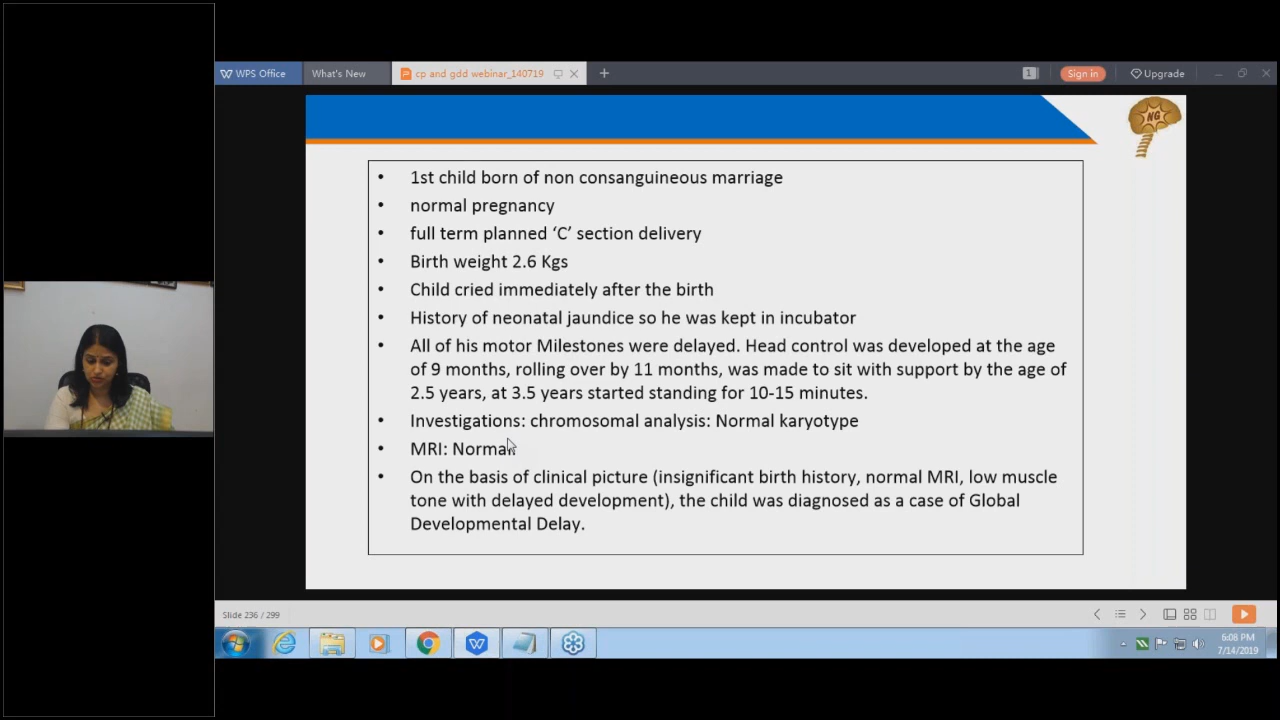 WPS Office
What's New
cp and gdd webinar_140719
1
Sign in
Upgrade
NG
• 1st child born of non consanguineous marriage
• normal pregnancy
• full term planned ‘C’ section delivery
• Birth weight 2.6 Kgs
• Child cried immediately after the birth
• History of neonatal jaundice so he was kept in incubator
• All of his motor Milestones were delayed. Head control was developed at the age
of 9 months, rolling over by 11 months, was made to sit with support by the age of
2.5 years, at 3.5 years started standing for 10-15 minutes.
• Investigations: chromosomal analysis: Normal karyotype
• MRI: Normal
• On the basis of clinical picture (insignificant birth history, normal MRI, low muscle
tone with delayed development), the child was diagnosed as a case of Global
Developmental Delay.
Slide 236 / 299
6:08 PM
7/14/2019